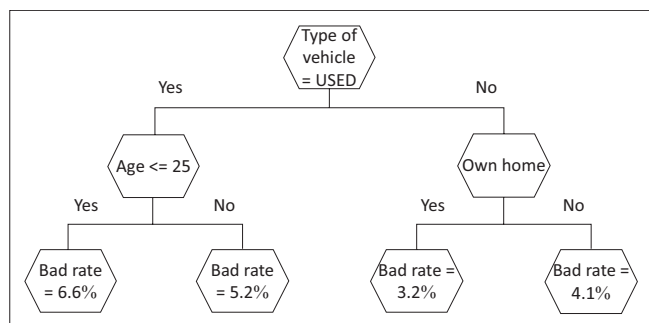 Type of
vehicle
= USED
Yes
No
Age <= 25
Own home
Yes
No
Yes
No
Bad rate
= 6.6%
Bad rate
= 5.2%
Bad rate =
3.2%
Bad rate =
4.1%